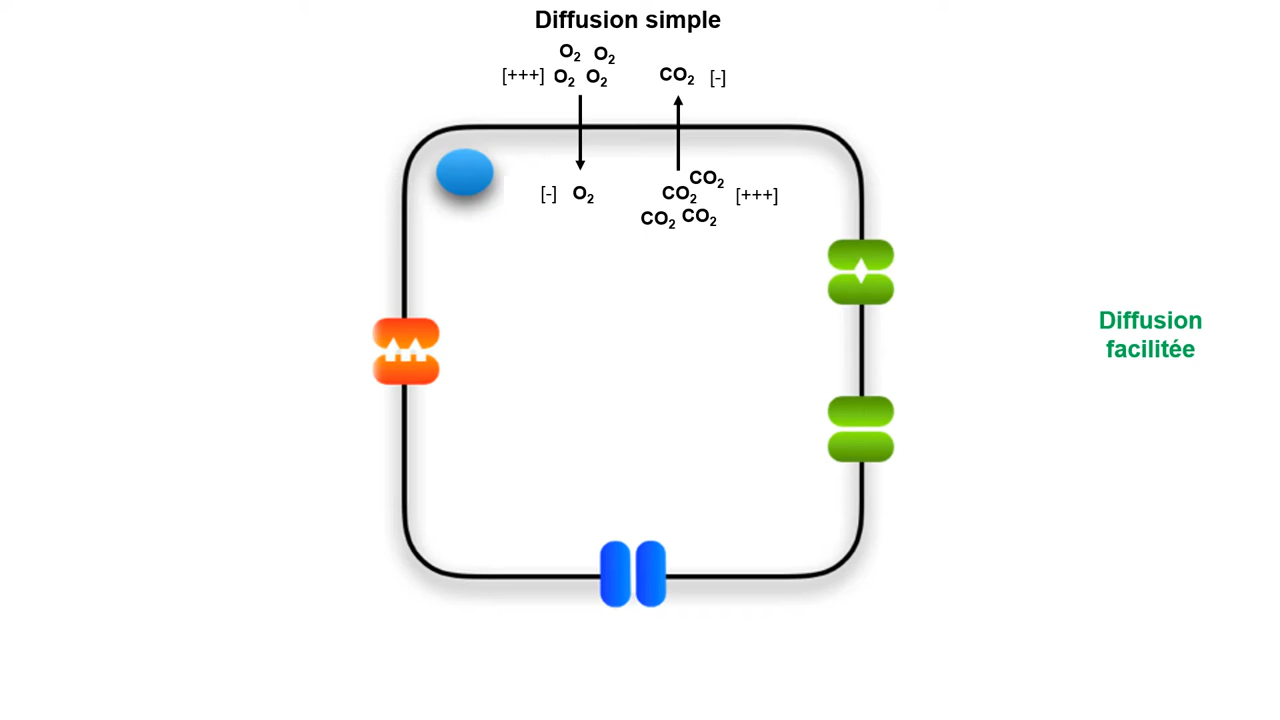 Diffusion simple
O₂ O₂
[+++] O₂ O₂ CO₂ [-]
[-] O₂ CO₂ CO₂ [+++]
CO₂ CO₂
Diffusion
facilitée